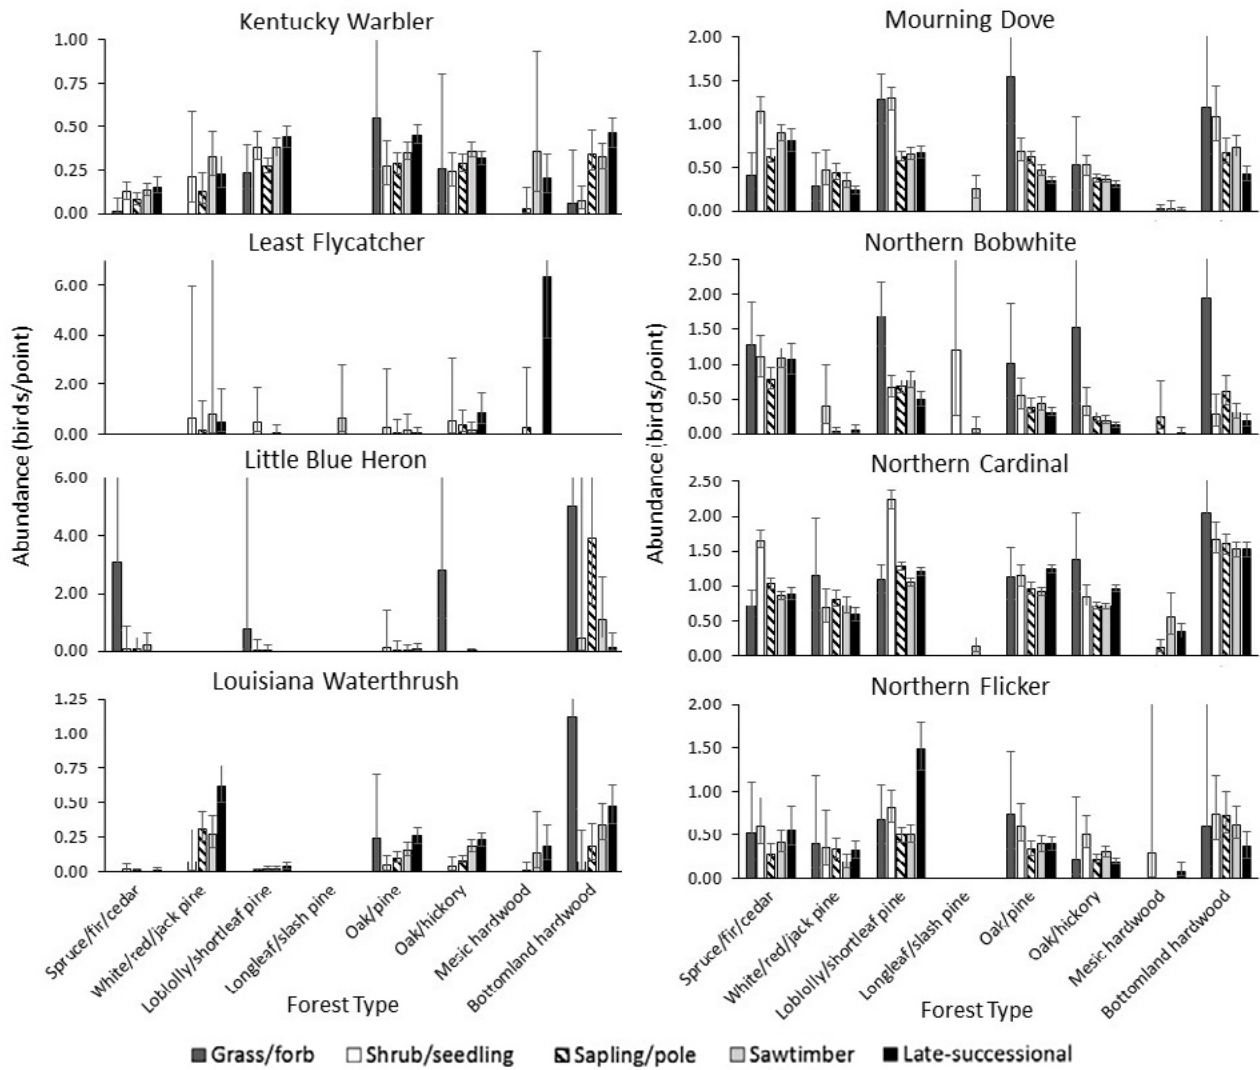 Kentucky Warbler
1.00
0.75
0.50
0.25
0.00
Least Flycatcher
6.00
4.00
2.00
0.00
Little Blue Heron
6.00
4.00
2.00
0.00
Louisiana Waterthrush
1.25
1.00
0.75
0.50
0.25
0.00
Abundance (birds/point)
Spruce/fir/cedar
White/red/jack pine
Loblolly/shortleaf pine
Longleaf/slash pine
Oak/pine
Oak/hickory
Mesic hardwood
Bottomland hardwood
Forest Type
Mourning Dove
2.00
1.50
1.00
0.50
0.00
Northern Bobwhite
2.50
2.00
1.50
1.00
0.50
0.00
Northern Cardinal
2.50
2.00
1.50
1.00
0.50
0.00
Northern Flicker
2.00
1.50
1.00
0.50
0.00
Abundance (birds/point)
Spruce/fir/cedar
White/red/jack pine
Loblolly/shortleaf pine
Longleaf/slash pine
Oak/pine
Oak/hickory
Mesic hardwood
Bottomland hardwood
Forest Type
Grass/forb Shrub/seedling Sapling/pole Sawtimber Late-successional